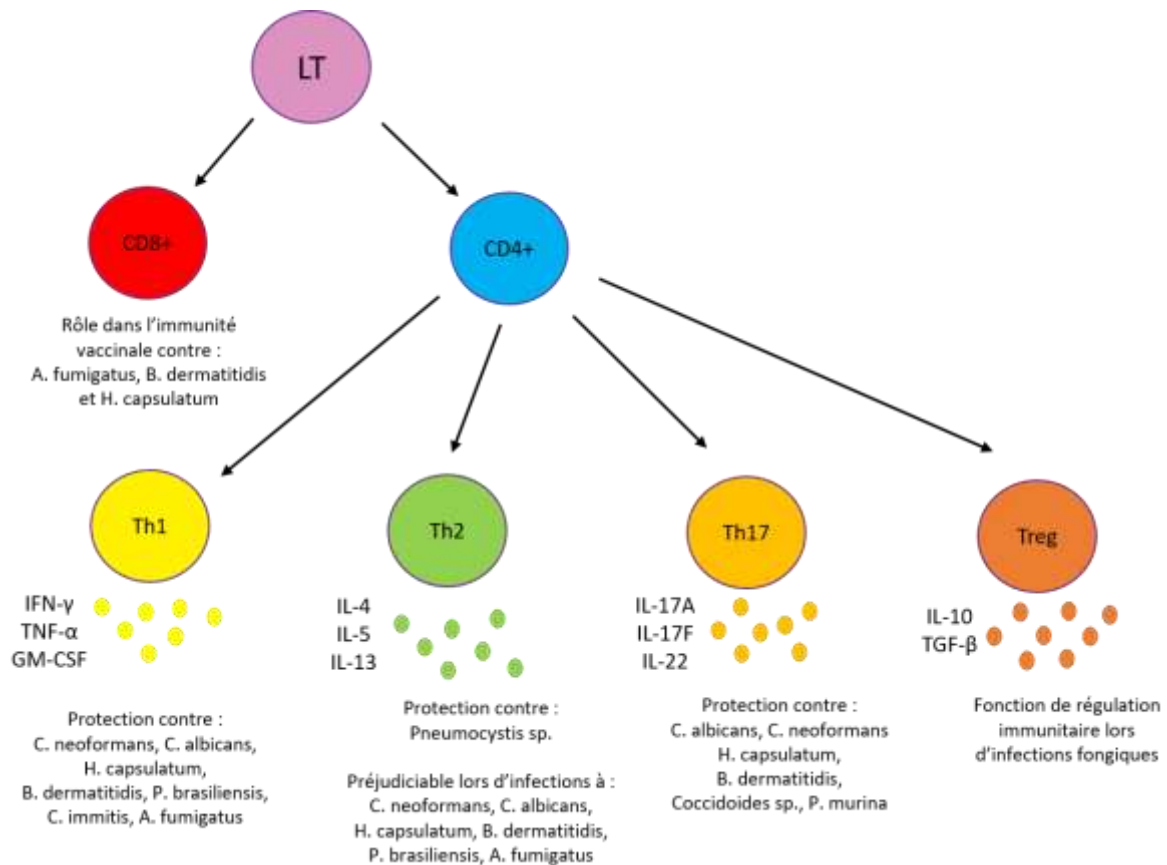 LT
CD8+
CD4+
Rôle dans l'immunité
vaccinale contre :
A. fumigatus, B. dermatitidis
et H. capsulatum
Th1
Th2
Th17
Treg
IFN-γ
TNF-α
GM-CSF
IL-4
IL-5
IL-13
IL-17A
IL-17F
IL-22
IL-10
TGF-β
Protection contre :
C. neoformans, C. albicans,
H. capsulatum,
B. dermatitidis, P. brasiliensis,
C. immitis, A. fumigatus
Protection contre :
Pneumocystis sp.
Préjudiciable lors d'infections à :
C. neoformans, C. albicans,
H. capsulatum, B. dermatitidis,
P. brasiliensis, A. fumigatus
Protection contre :
C. albicans, C. neoformans
H. capsulatum,
B. dermatitidis,
Coccidoides sp., P. murina
Fonction de régulation
immunitaire lors
d'infections fongiques